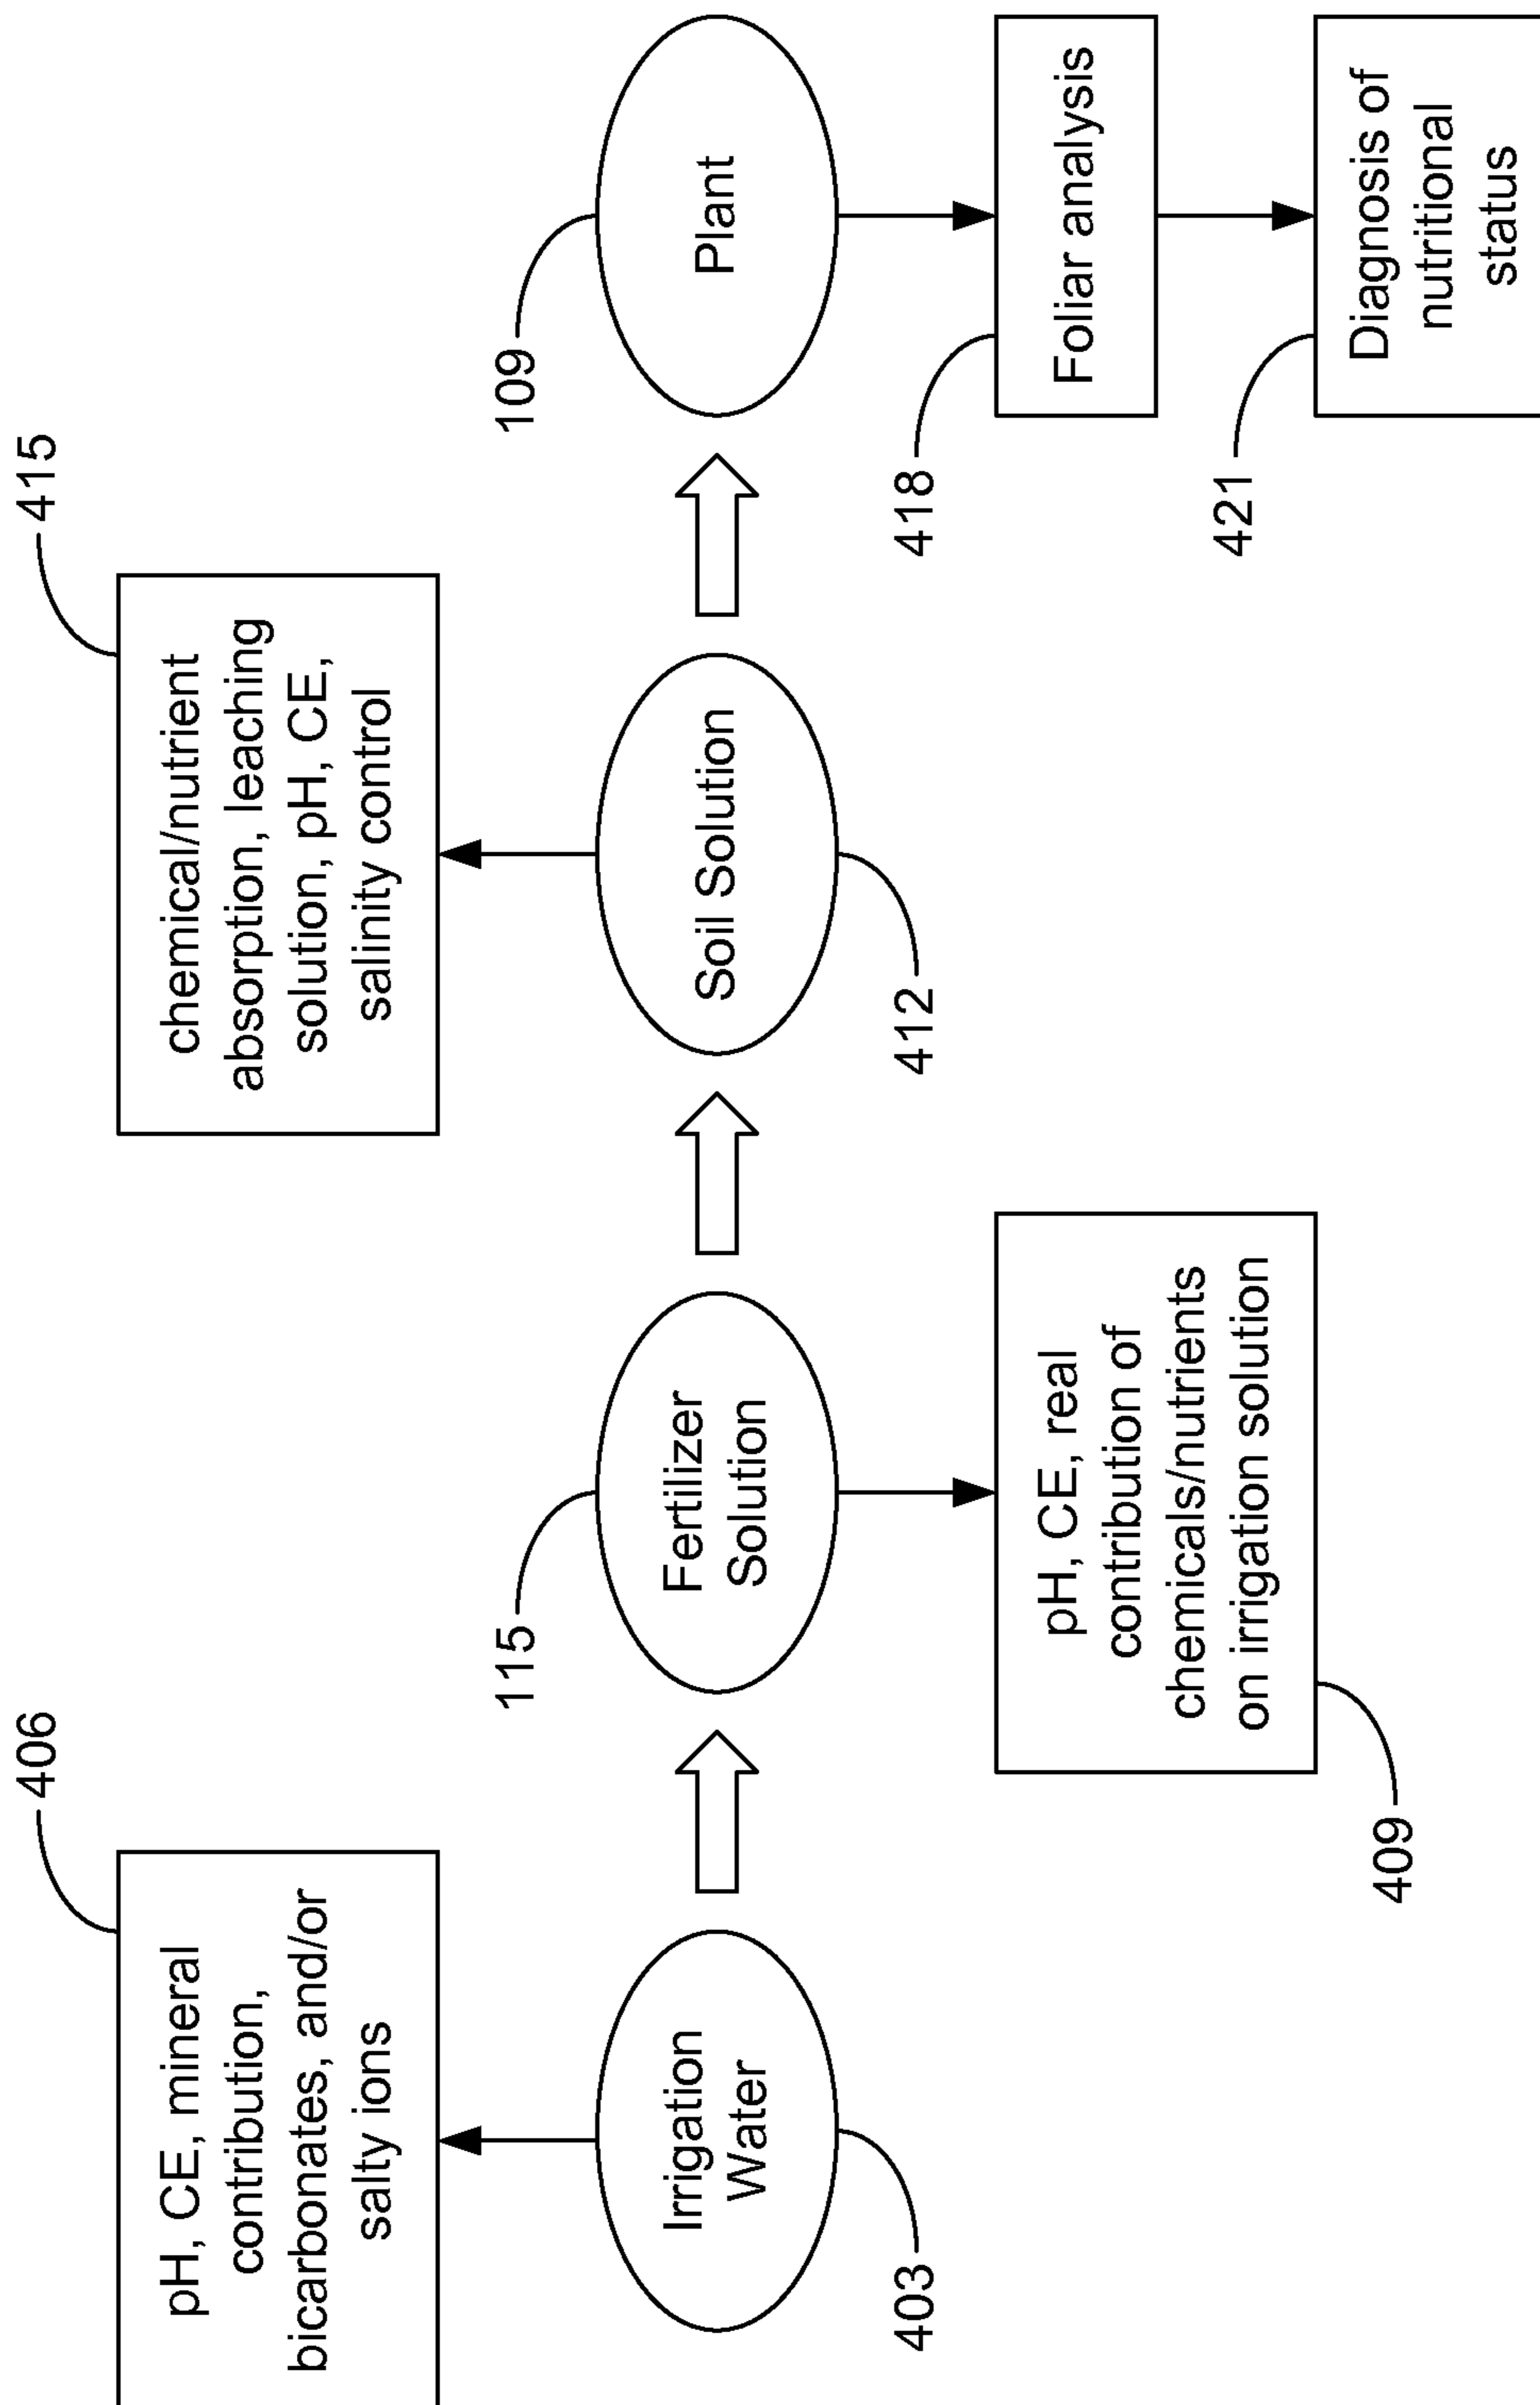 406
pH, CE, mineral
contribution,
bicarbonates, and/or
salty ions
415
chemical/nutrient
absorption, leaching
solution, pH, CE,
salinity control
Irrigation
Water
403
115
Fertilizer
Solution
Soil Solution
412
109
Plant
pH, CE, real
contribution of
chemicals/nutrients
on irrigation solution
409
418
Foliar analysis
421
Diagnosis of
nutritional
status